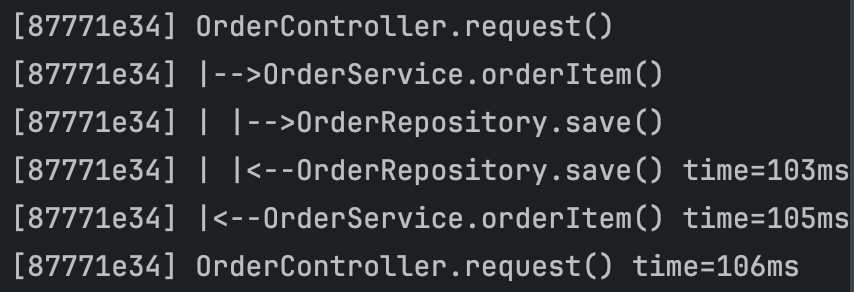 [87771e34] OrderController.request()
[87771e34] |-->OrderService.orderItem()
[87771e34] | |-->OrderRepository.save()
[87771e34] | |<--OrderRepository.save() time=103ms
[87771e34] |<--OrderService.orderItem() time=105ms
[87771e34] OrderController.request() time=106ms